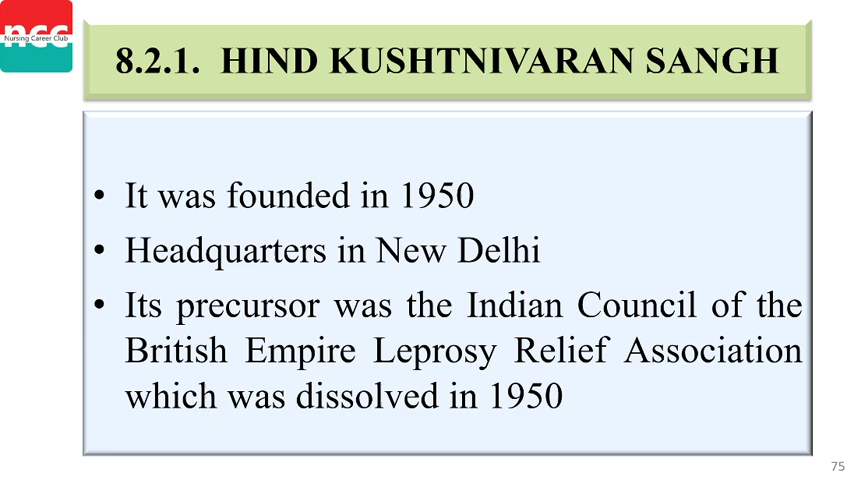 ncc
Nursing Career Club
8.2.1. HIND KUSHTNIVARAN SANGH
• It was founded in 1950
• Headquarters in New Delhi
• Its precursor was the Indian Council of the
British Empire Leprosy Relief Association
which was dissolved in 1950
75